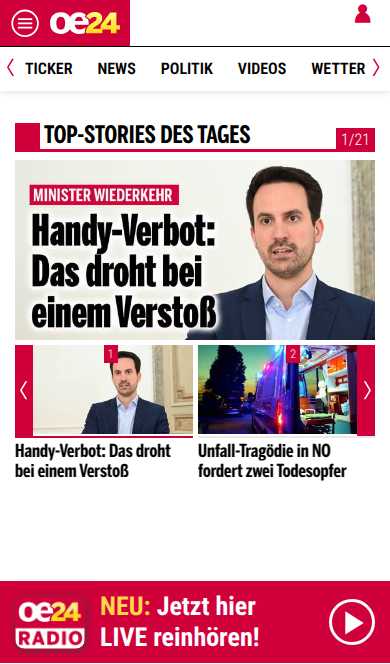 oe24
TICKER NEWS POLITIK VIDEOS WETTER
TOP-STORIES DES TAGES
1/21
MINISTER WIEDERKEHR
Handy-Verbot:
Das droht bei
einem Verstoß
1
2
Handy-Verbot: Das droht
bei einem Verstoß
Unfall-Tragödie in NÖ
fordert zwei Todesopfer
oe24
RADIO
NEU: Jetzt hier
LIVE reinhören!